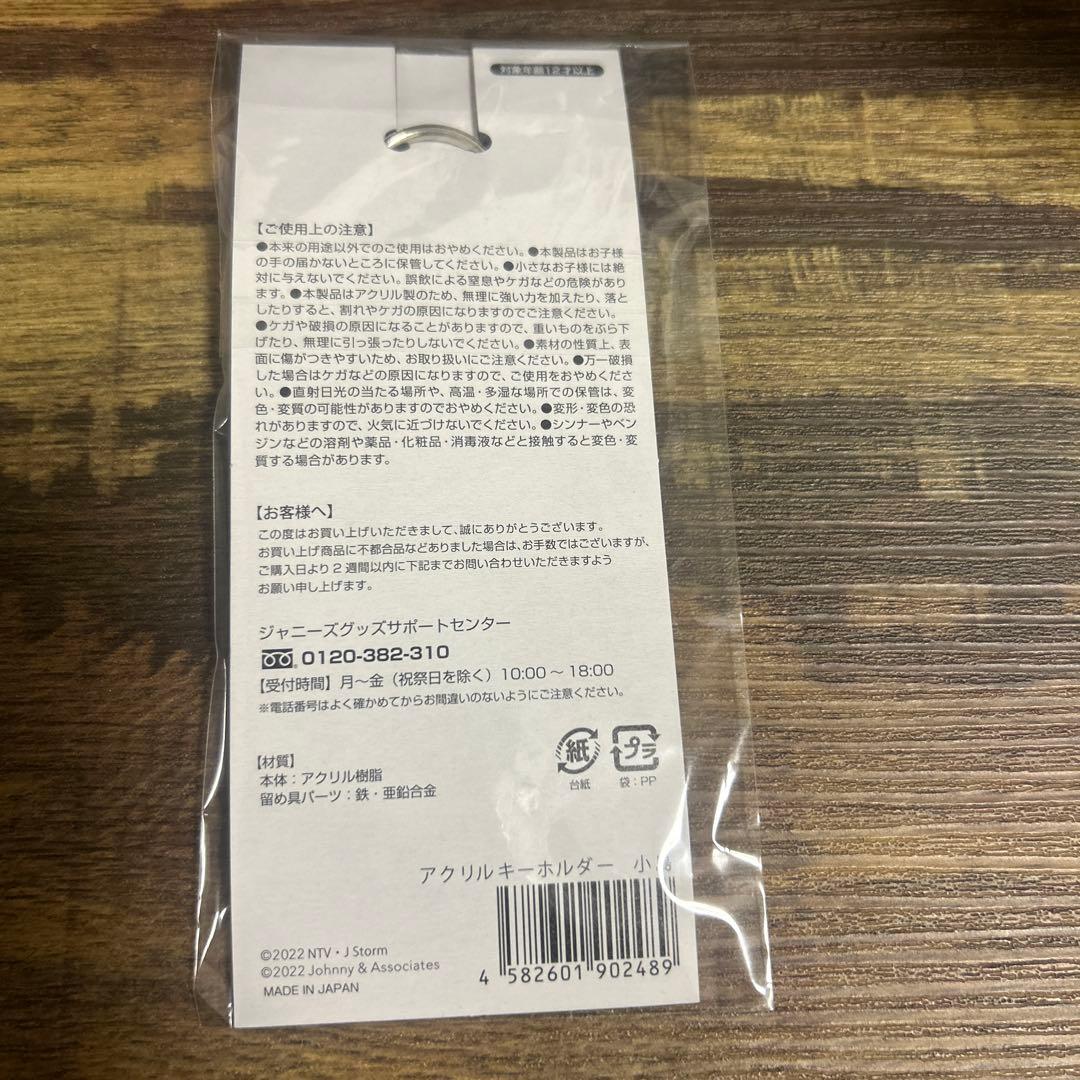 対象年齢12才以上
【ご使用上の注意】
●本来の用途以外でのご使用はおやめください。●本製品はお子様
の手の届かないところに保管してください。●小さなお子様には絶
対に与えないでください。誤飲による窒息やケガなどの危険があり
ます。●本製品はアクリル製のため、無理に強い力を加えたり、落と
したりすると、割れやケガの原因になりますのでご注意ください。
●ケガや破損の原因になることがありますので、重いものをぶら下
げたり、無理に引っ張ったりしないでください。●素材の性質上、表
面に傷がつきやすいため、お取り扱いにご注意ください。●万一破損
した場合はケガなどの原因になりますので、ご使用をおやめくださ
い。●直射日光の当たる場所や、高温・多湿な場所での保管は、変
色・変質の可能性がありますのでおやめください。●変形・変色の恐
れがありますので、火気に近づけないでください。●シンナーやベン
ジンなどの溶剤や薬品・化粧品・消毒液などと接触すると変色・変
質する場合があります。
【お客様へ】
この度はお買い上げいただきまして、誠にありがとうございます。
お買い上げ商品に不都合品などありました場合は、お手数ではございますが、
ご購入日より2週間以内に下記までお問い合わせいただきますよう
お願い申し上げます。
ジャニーズグッズサポートセンター
0120-382-310
【受付時間】月～金（祝祭日を除く）10:00～18:00
※電話番号はよく確かめてからお間違いのないようにご注意ください。
紙 プラ
台紙 袋：PP
【材質】
本体：アクリル樹脂
留め具パーツ：鉄・亜鉛合金
アクリルキーホルダー 小
4 582601 902489
©2022 NTV・J Storm
©2022 Johnny & Associates
MADE IN JAPAN